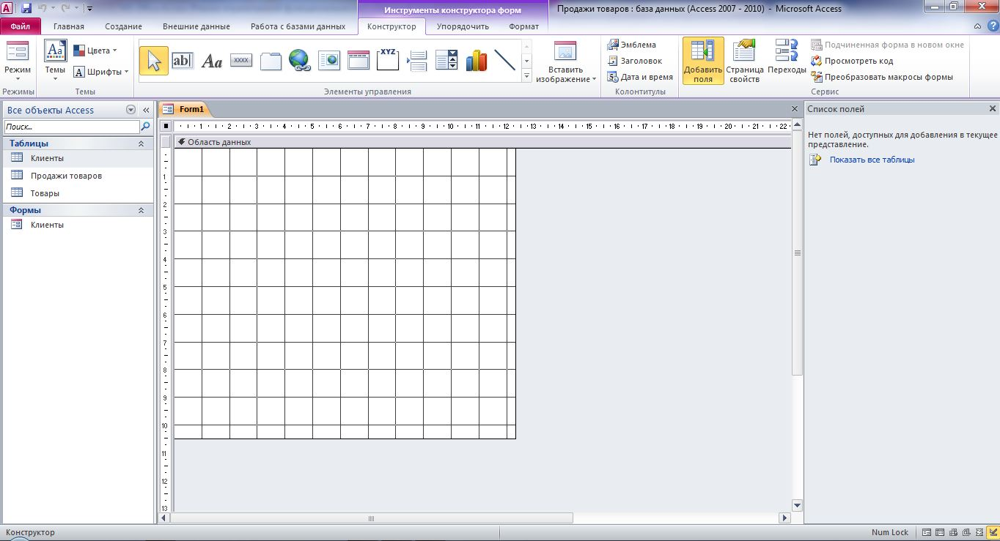 Инструменты конструктора форм
Продажи товаров : база данных (Access 2007 - 2010) - Microsoft Access
Файл Главная Создание Внешние данные Работа с базами данных Конструктор Упорядочить Формат
Режим
Режимы
Темы
Цвета
Шрифты
Темы
ab|
Aa
XXXX
XYZ
Элементы управления
Вставить
изображение
Эмблема
Заголовок
Дата и время
Колонтитулы
Добавить
поля
Страница
свойств
Переходы
Подчиненная форма в новом окне
Просмотреть код
Преобразовать макросы формы
Сервис
Все объекты Access
Поиск...
Таблицы
Клиенты
Продажи товаров
Товары
Формы
Клиенты
Form1
1 2 3 4 5 6 7 8 9 10 11 12 13 14 15 16 17 18 19 20 21 22
Область данных
1
2
3
4
5
6
7
8
9
10
11
12
13
Список полей
Нет полей, доступных для добавления в текущее
представление.
Показать все таблицы
Конструктор
Num Lock